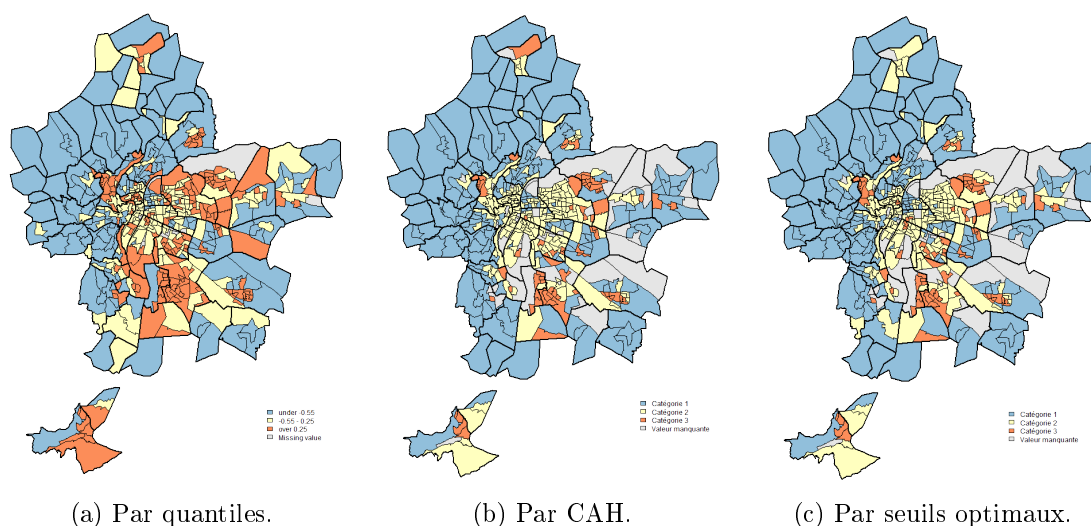 under -0.55
-0.55 - 0.25
over 0.25
Missing value
Catégorie 1
Catégorie 2
Catégorie 3
Valeur manquante
Catégorie 1
Catégorie 2
Catégorie 3
Valeur manquante
(a) Par quantiles.
(b) Par CAH.
(c) Par seuils optimaux.